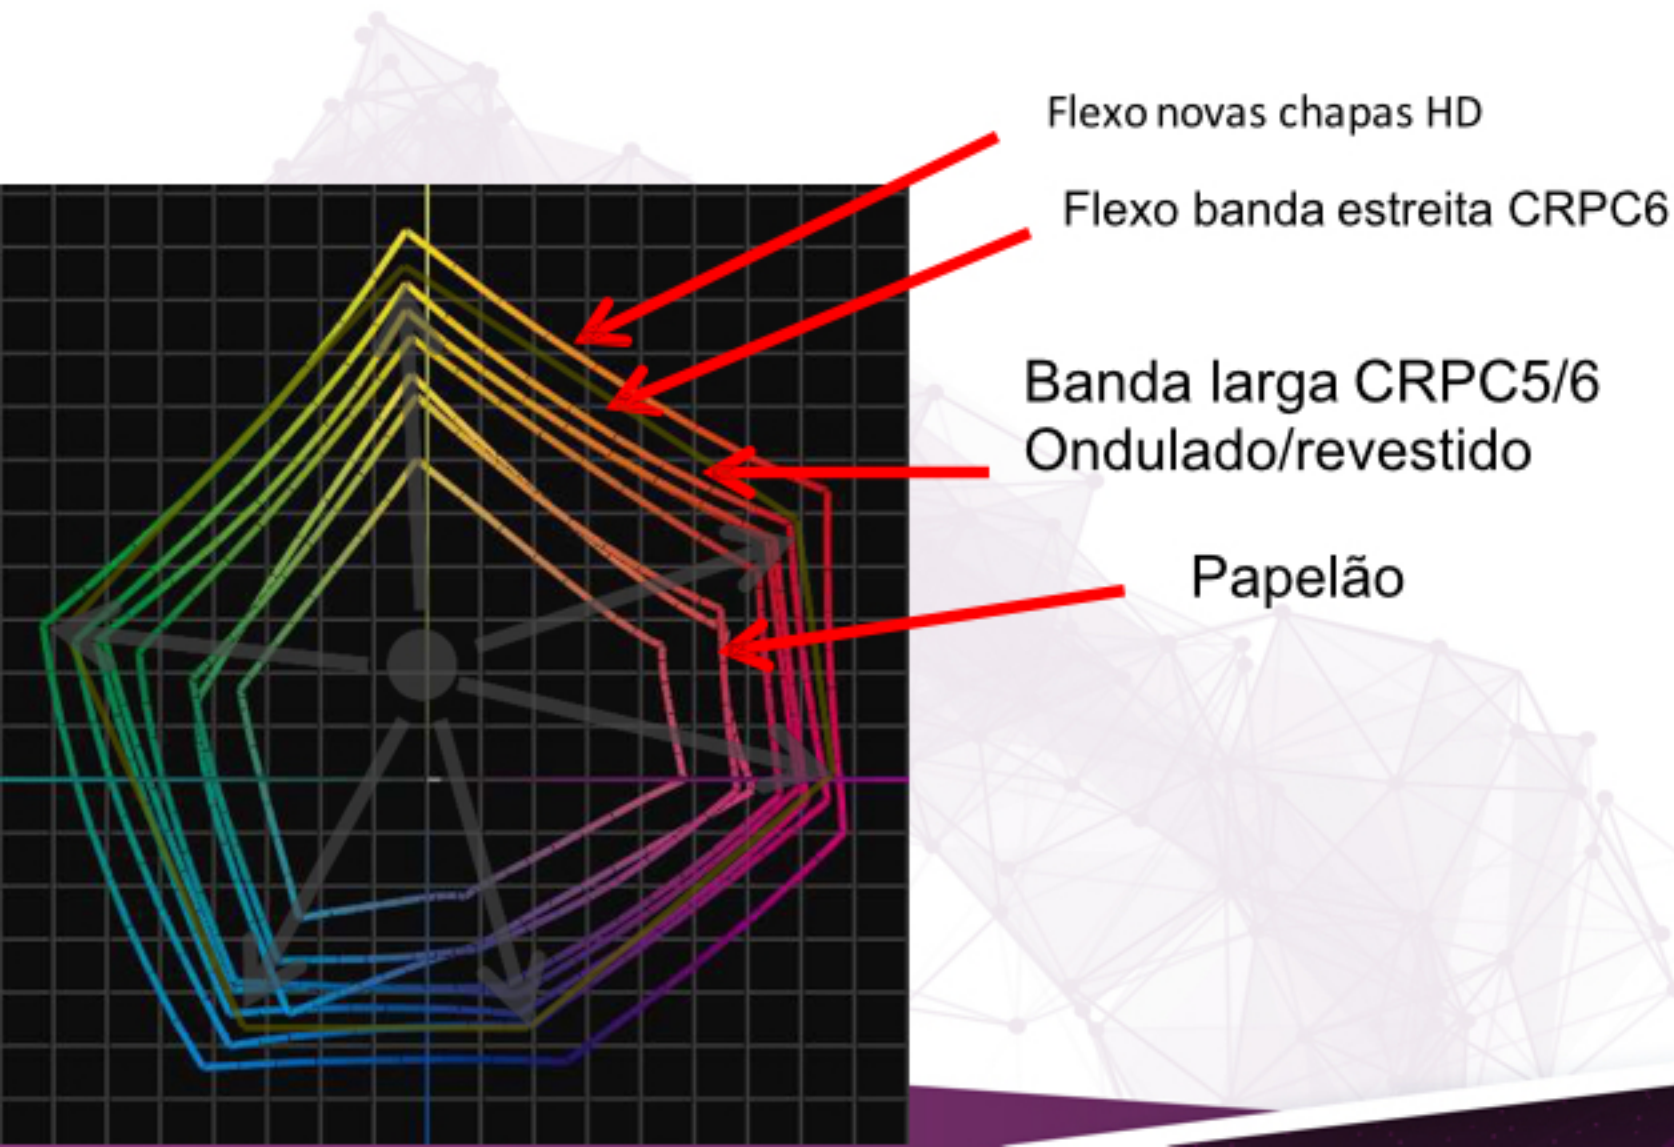 Flexo novas chapas HD
Flexo banda estreita CRPC6
Banda larga CRPC5/6
Ondulado/revestido
Papelão